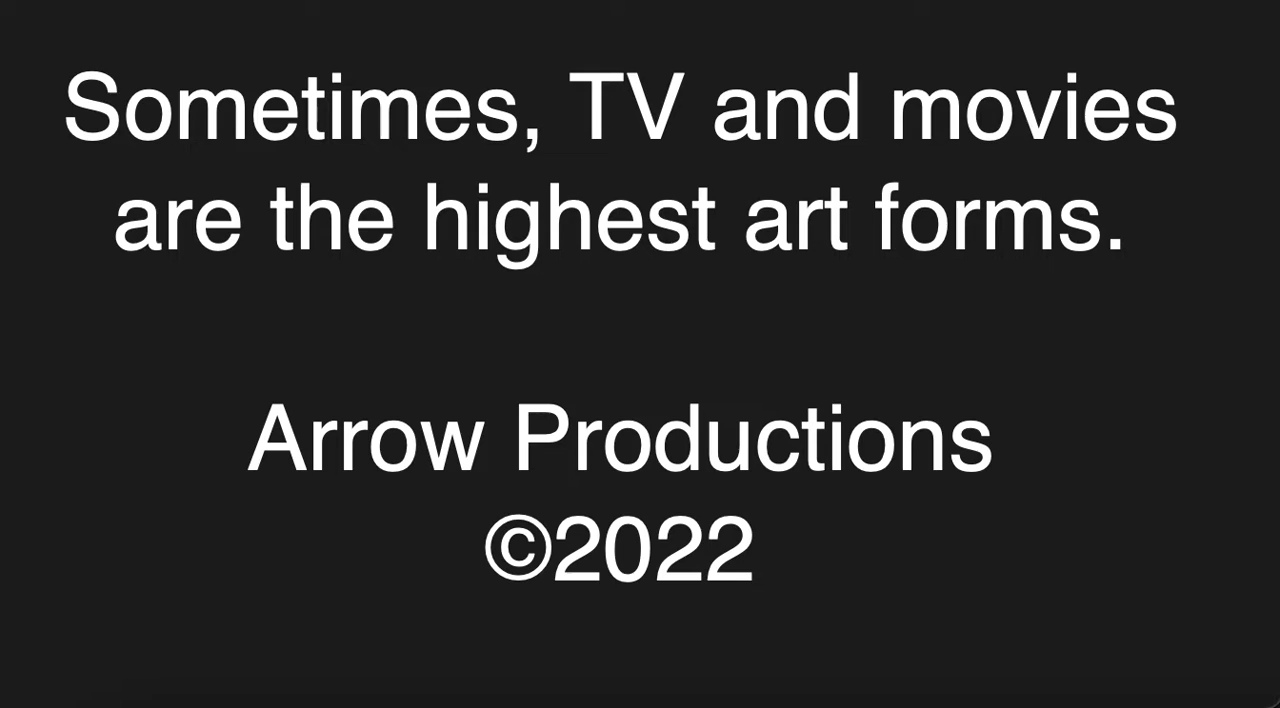 Sometimes, TV and movies
are the highest art forms.
Arrow Productions
©2022